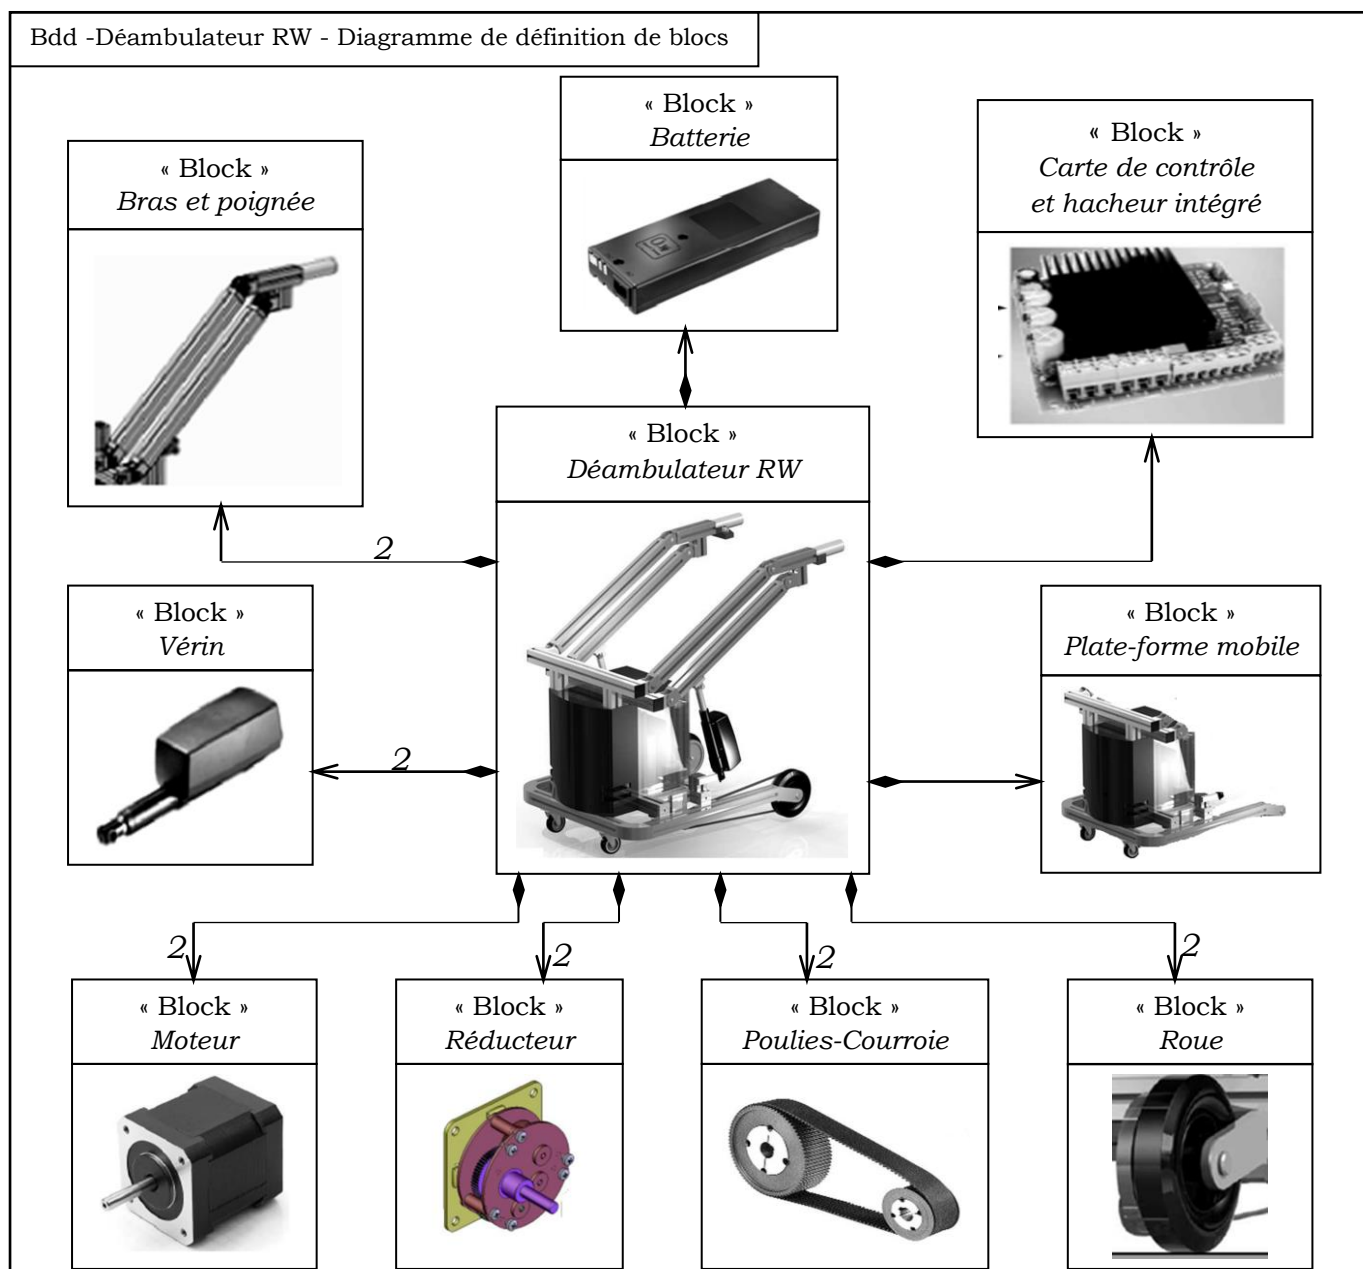 Bdd -Déambulateur RW - Diagramme de définition de blocs
« Block »
Batterie
« Block »
Carte de contrôle
et hacheur intégré
« Block »
Bras et poignée
« Block »
Déambulateur RW
2
« Block »
Vérin
2
« Block »
Plate-forme mobile
2
2
2
2
« Block »
Moteur
« Block »
Réducteur
« Block »
Poulies-Courroie
« Block »
Roue